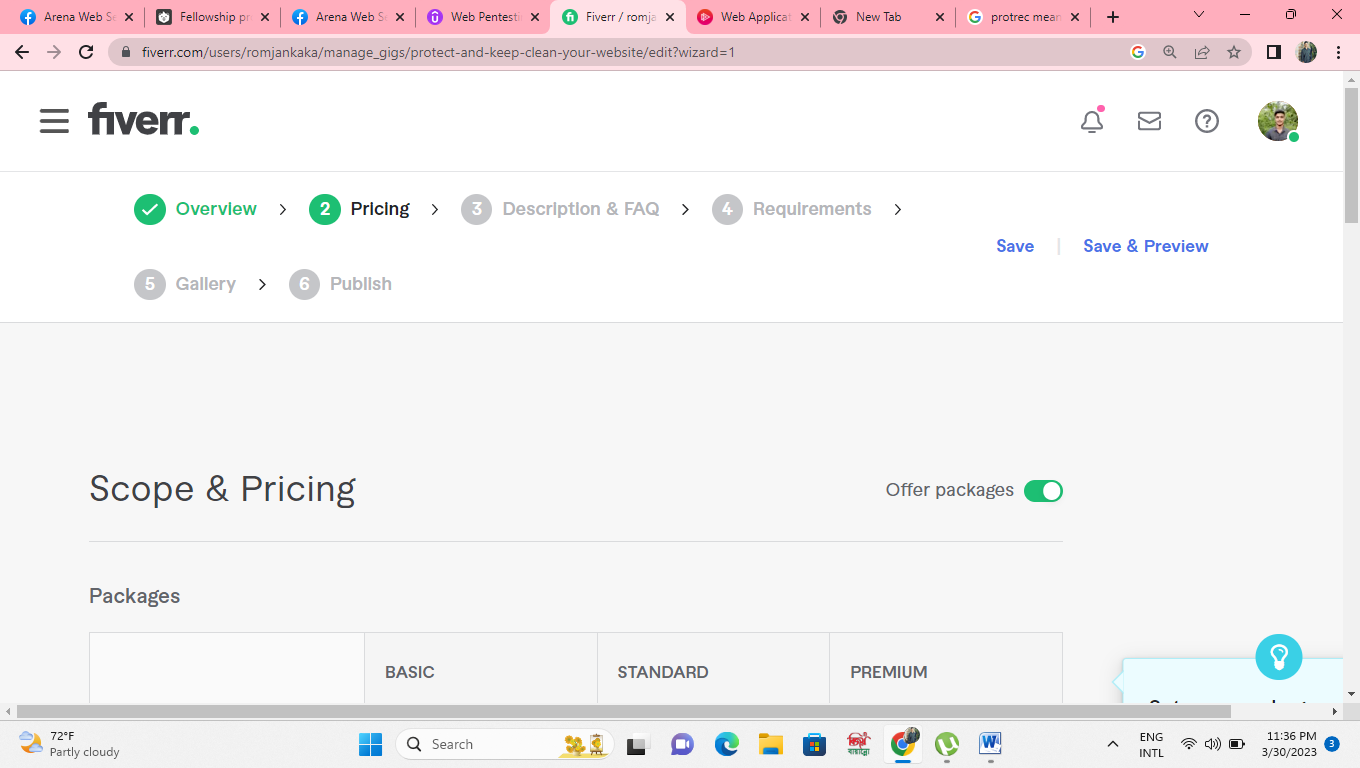 Arena Web Se
Fellowship pr
Arena Web Se
Web Pentesti
Fiverr / romja
Web Applicat
New Tab
protrec mean
fiverr.com/users/romjankaka/manage_gigs/protect-and-keep-clean-your-website/edit?wizard=1
fiverr.
Overview
2 Pricing
3 Description & FAQ
4 Requirements
Save
Save & Preview
5 Gallery
6 Publish
Scope & Pricing
Offer packages
Packages
BASIC
STANDARD
PREMIUM
72°F
Partly cloudy
Search
ENG
INTL
11:36 PM
3/30/2023
3